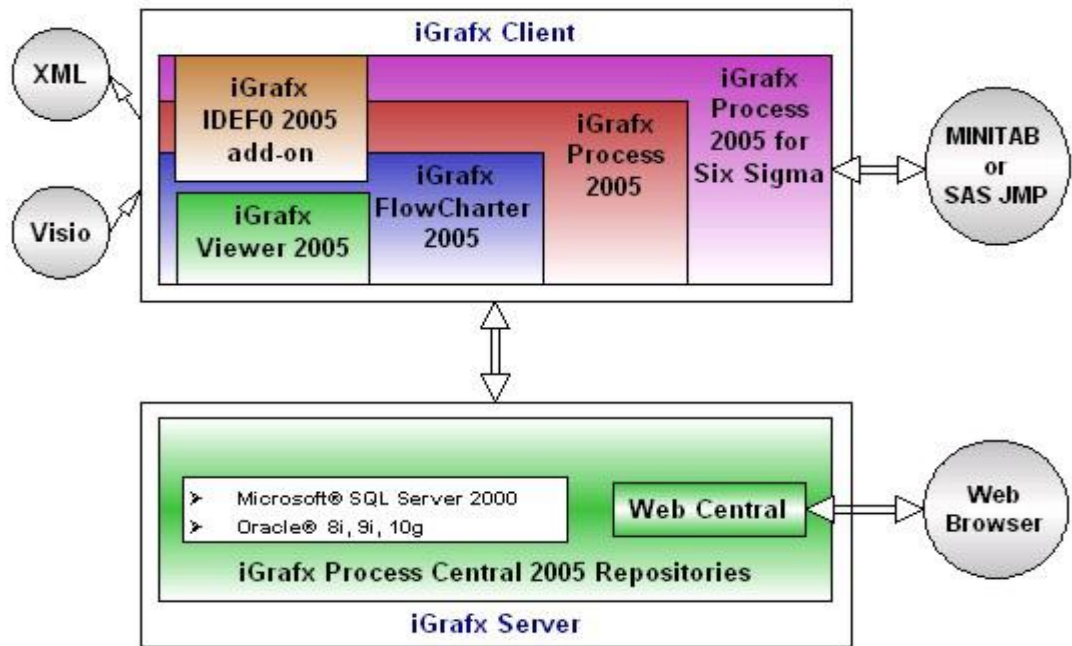 iGrafx Client
XML
Visio
iGrafx
IDEF0 2005
add-on
iGrafx
Viewer 2005
iGrafx
FlowCharter
2005
iGrafx
Process
2005
iGrafx
Process
2005 for
Six Sigma
MINITAB
or
SAS JMP
➢ Microsoft® SQL Server 2000
➢ Oracle® 8i, 9i, 10g
Web Central
Web
Browser
iGrafx Process Central 2005 Repositories
iGrafx Server